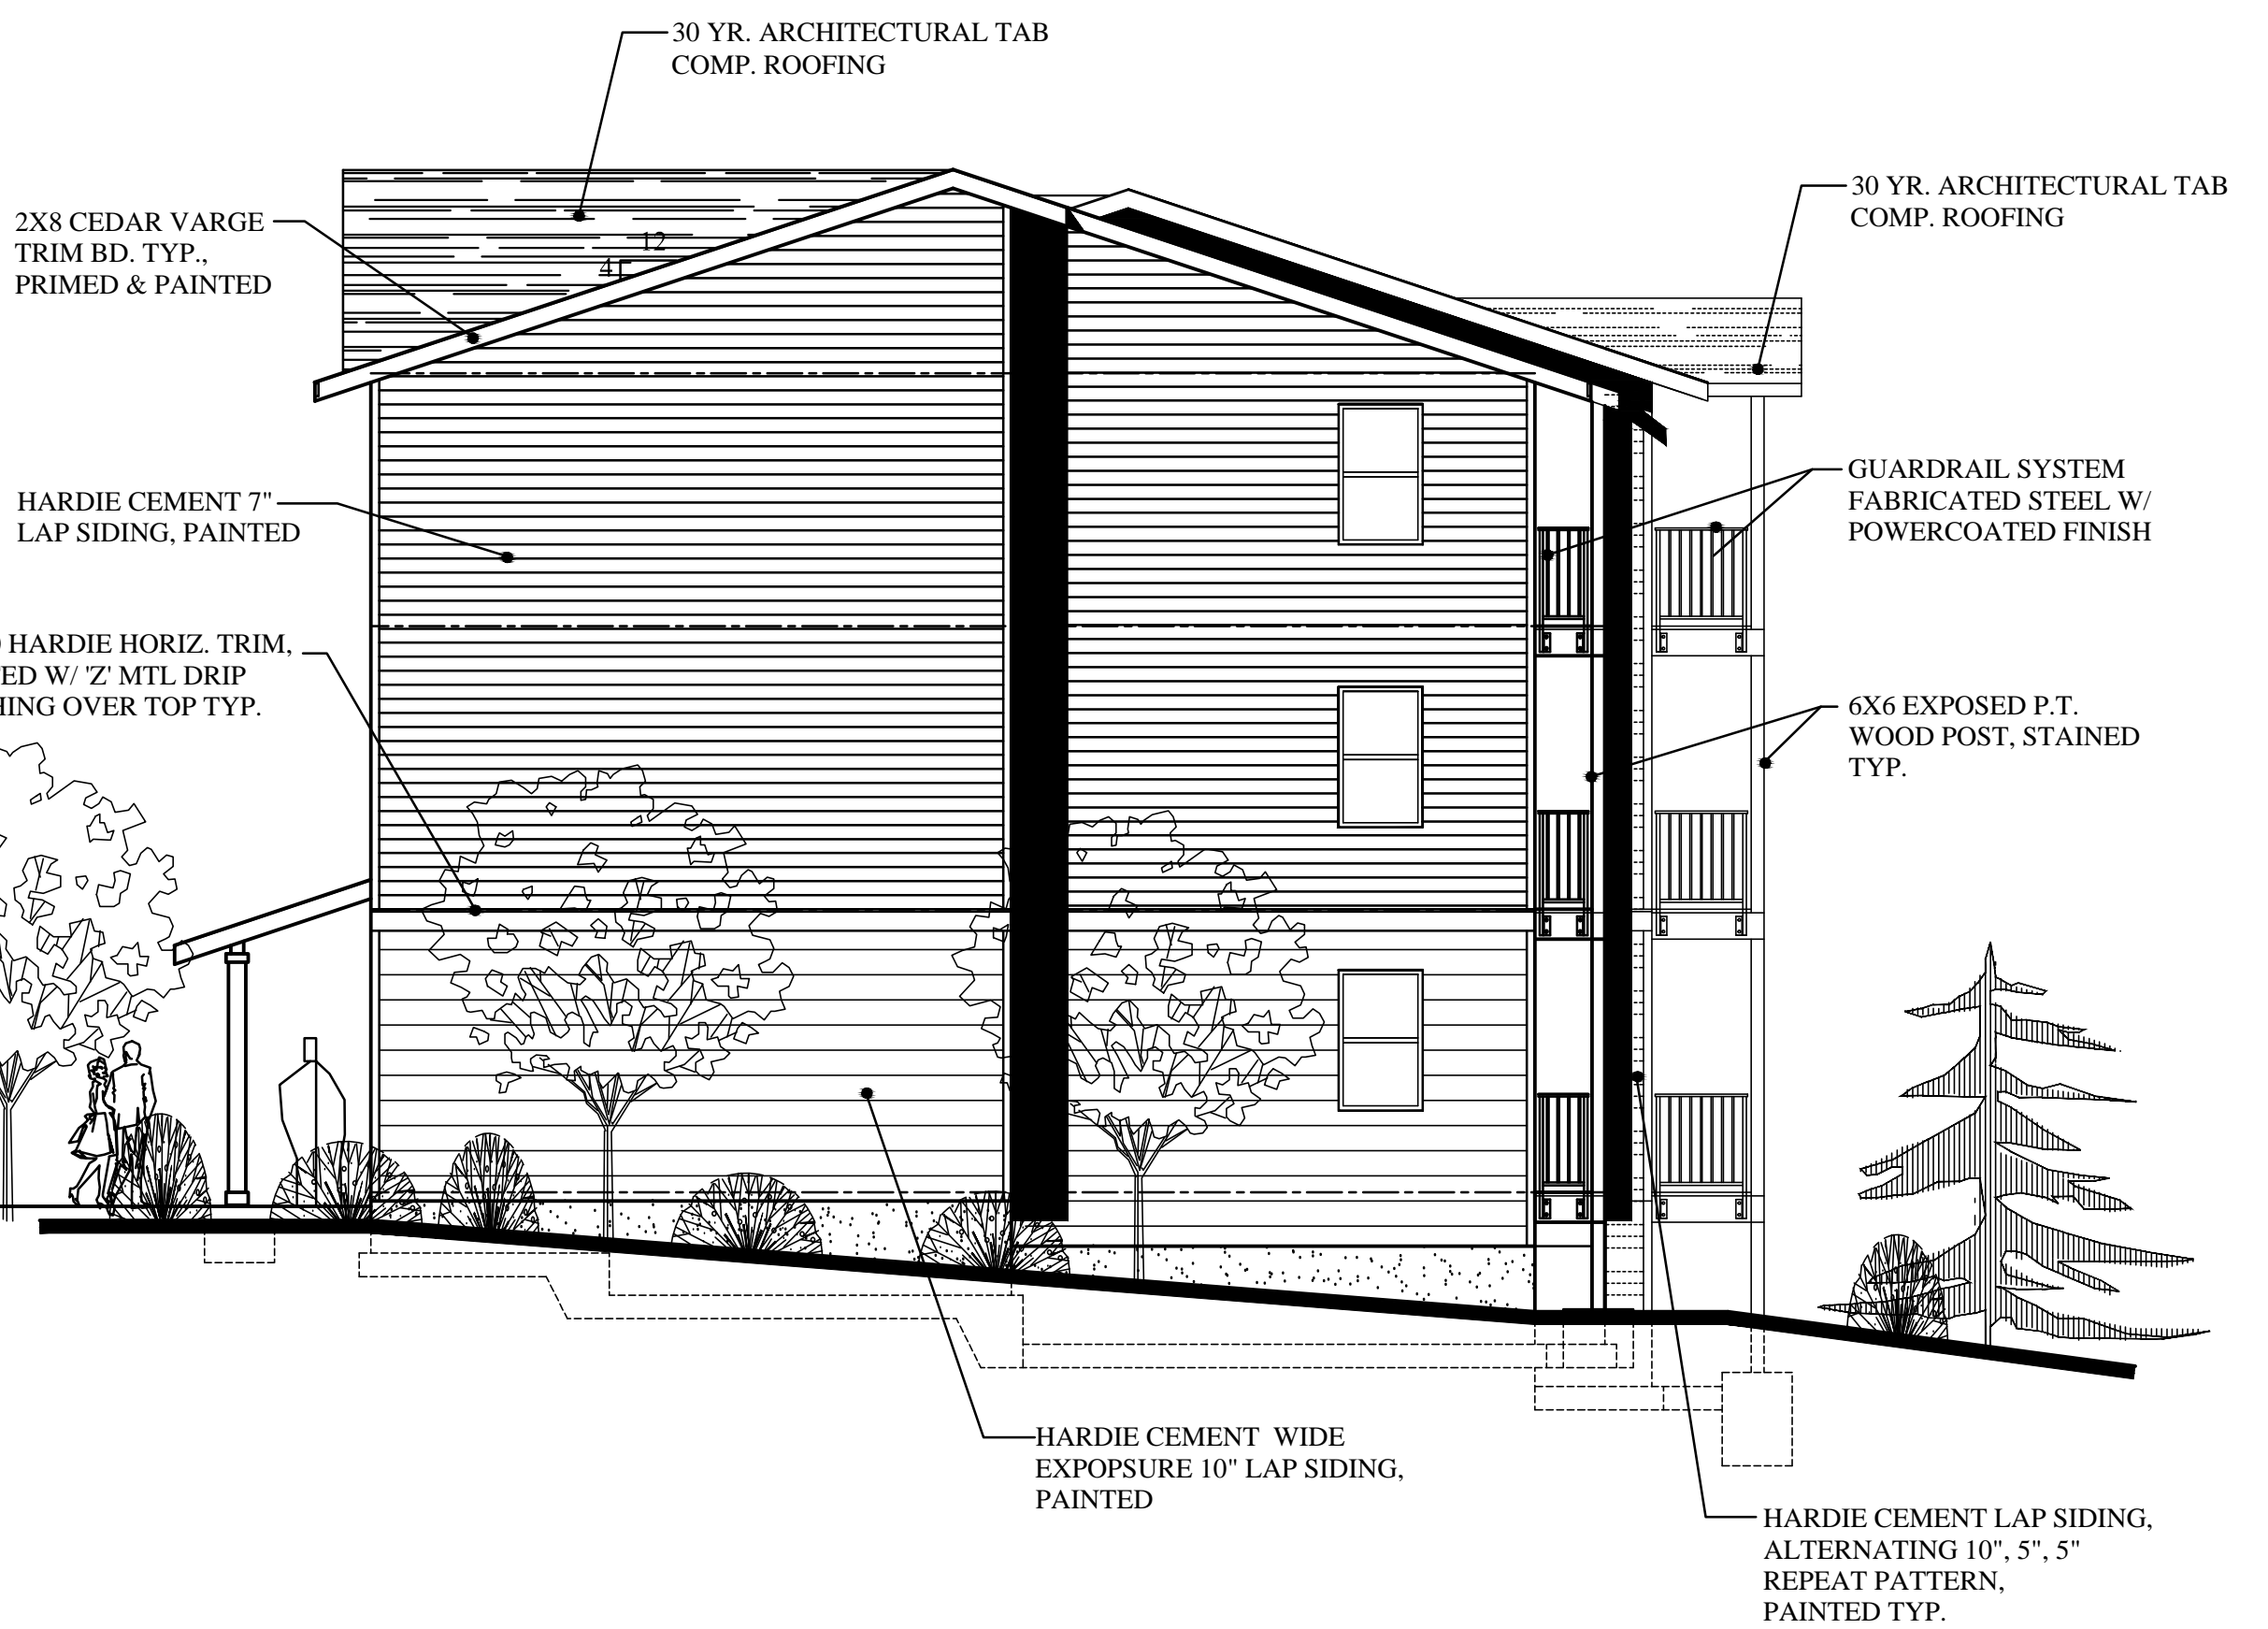 30 YR. ARCHITECTURAL TAB
COMP. ROOFING
30 YR. ARCHITECTURAL TAB
COMP. ROOFING
2X8 CEDAR VARGE
TRIM BD. TYP.,
PRIMED & PAINTED
12
4
GUARDRAIL SYSTEM
FABRICATED STEEL W/
POWERCOATED FINISH
HARDIE CEMENT 7"
LAP SIDING, PAINTED
HARDIE HORIZ. TRIM,
W/ 'Z' MTL DRIP
OVER TOP TYP.
6X6 EXPOSED P.T.
WOOD POST, STAINED
TYP.
HARDIE CEMENT WIDE
EXPOPSURE 10" LAP SIDING,
PAINTED
HARDIE CEMENT LAP SIDING,
ALTERNATING 10", 5", 5"
REPEAT PATTERN,
PAINTED TYP.